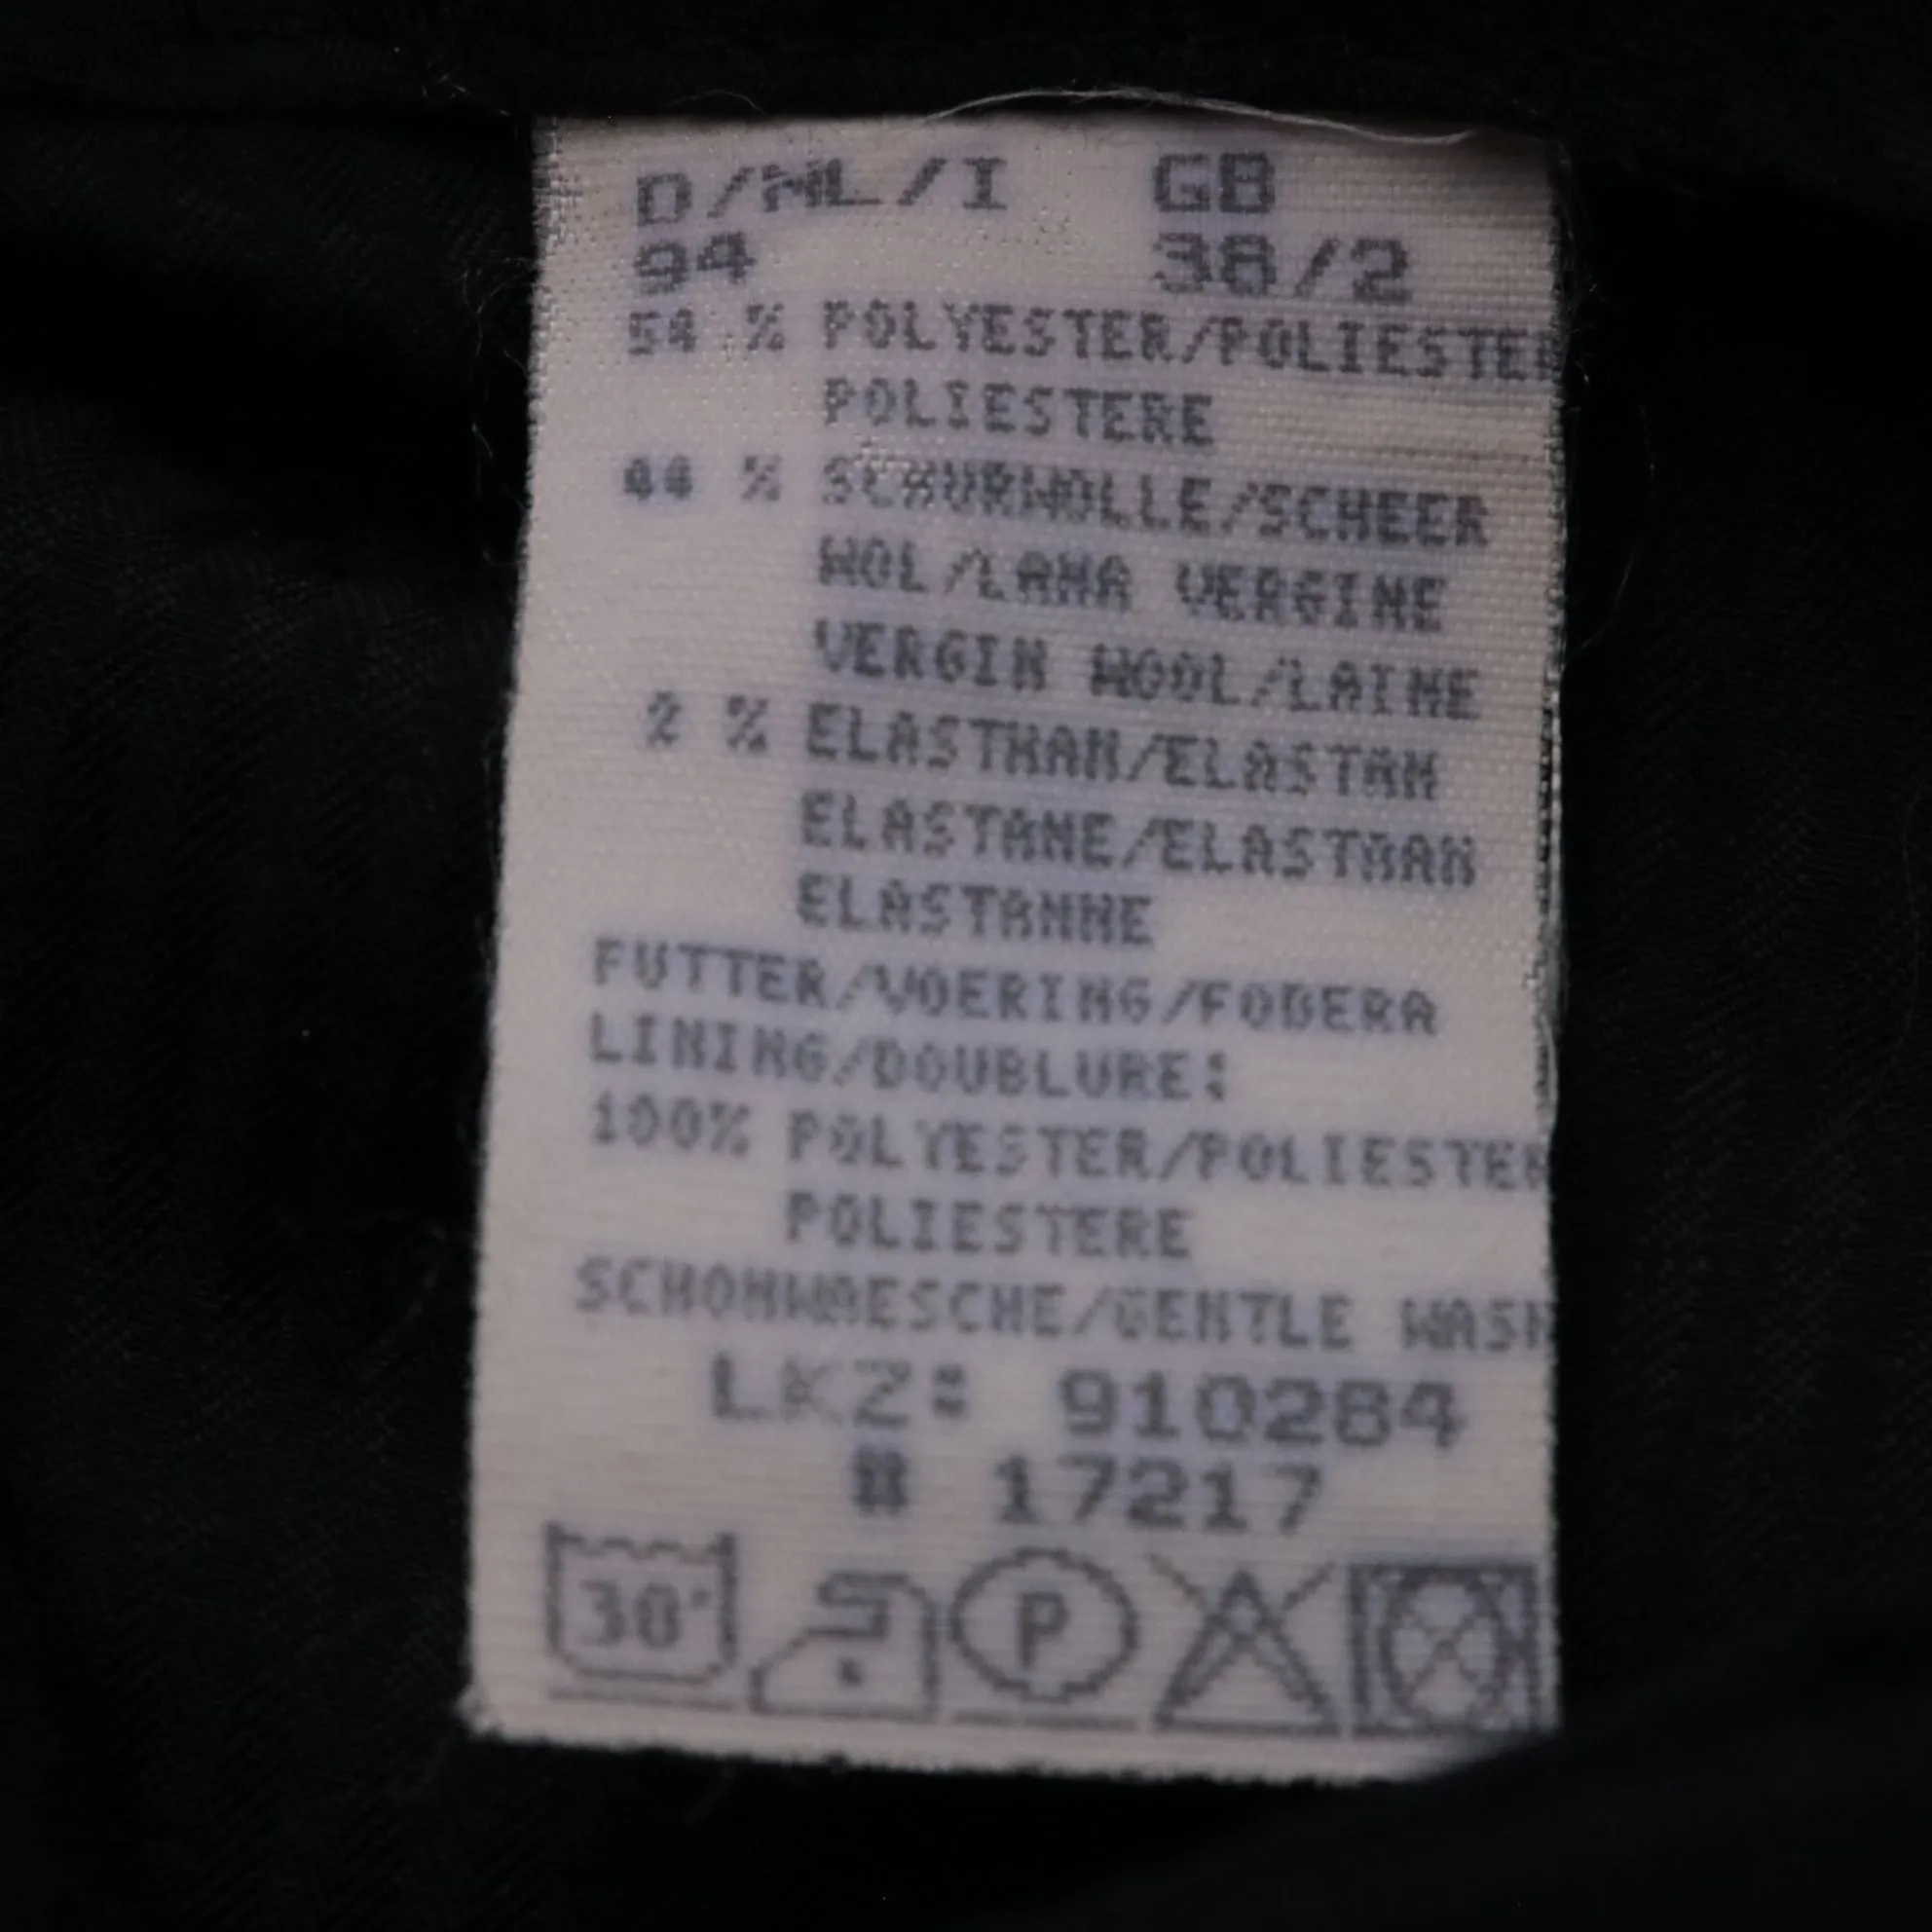 D/NL/I GB
94 38/2
54 % POLYESTER/POLIESTER
POLIESTERE
44 % SCHURWOLLE/SCHEER
WOL/LANA VERGINE
VERGIN WOOL/LAINE
2 % ELASTHAN/ELASTAN
ELASTANE/ELASTHAN
ELASTANNE
FUTTER/VOERING/FODERA
LINING/DOUBLURE:
100% POLYESTER/POLIESTER
POLIESTERE
SCHONWAESCHE/GENTLE WASH
LKZ: 910284
# 17217
30° P